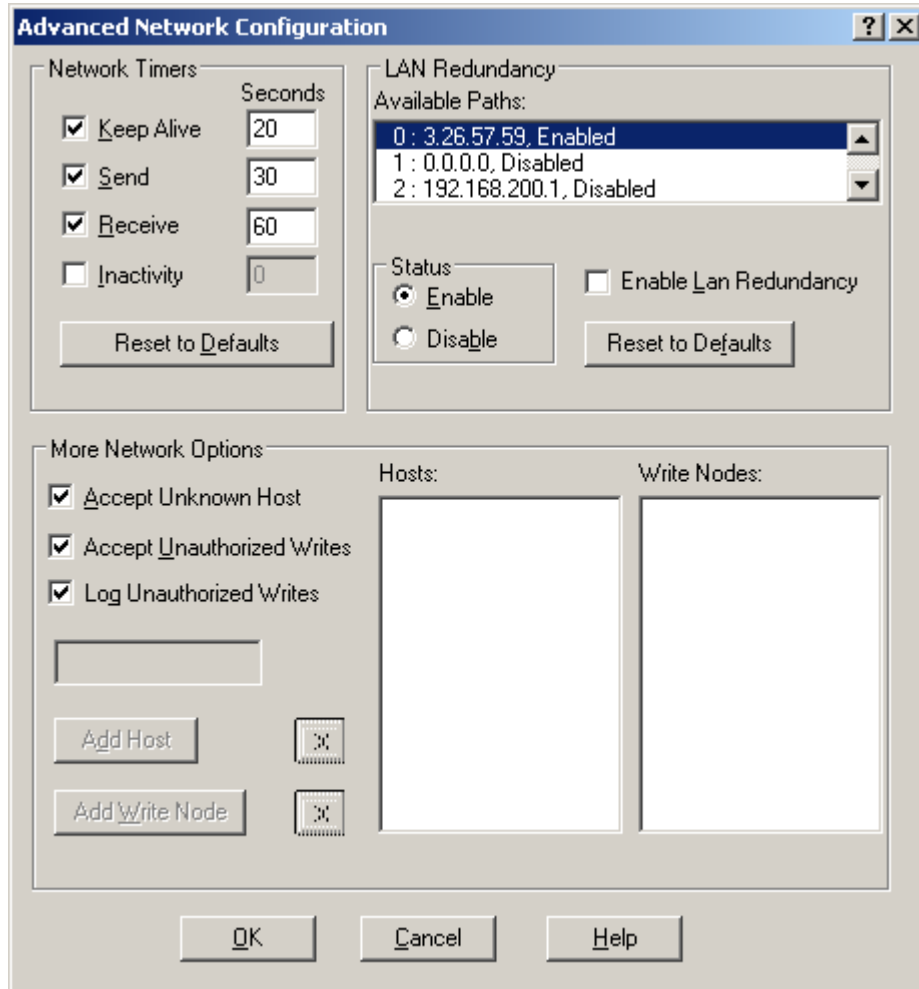 Advanced Network Configuration
Network Timers
Seconds
Keep Alive 20
Send 30
Receive 60
Inactivity 0
Reset to Defaults
LAN Redundancy
Available Paths:
0 : 3.26.57.59, Enabled
1 : 0.0.0.0, Disabled
2 : 192.168.200.1, Disabled
Status
Enable
Disable
Enable Lan Redundancy
Reset to Defaults
More Network Options
Accept Unknown Host
Accept Unauthorized Writes
Log Unauthorized Writes
Add Host
Add Write Node
Hosts:
Write Nodes:
OK Cancel Help